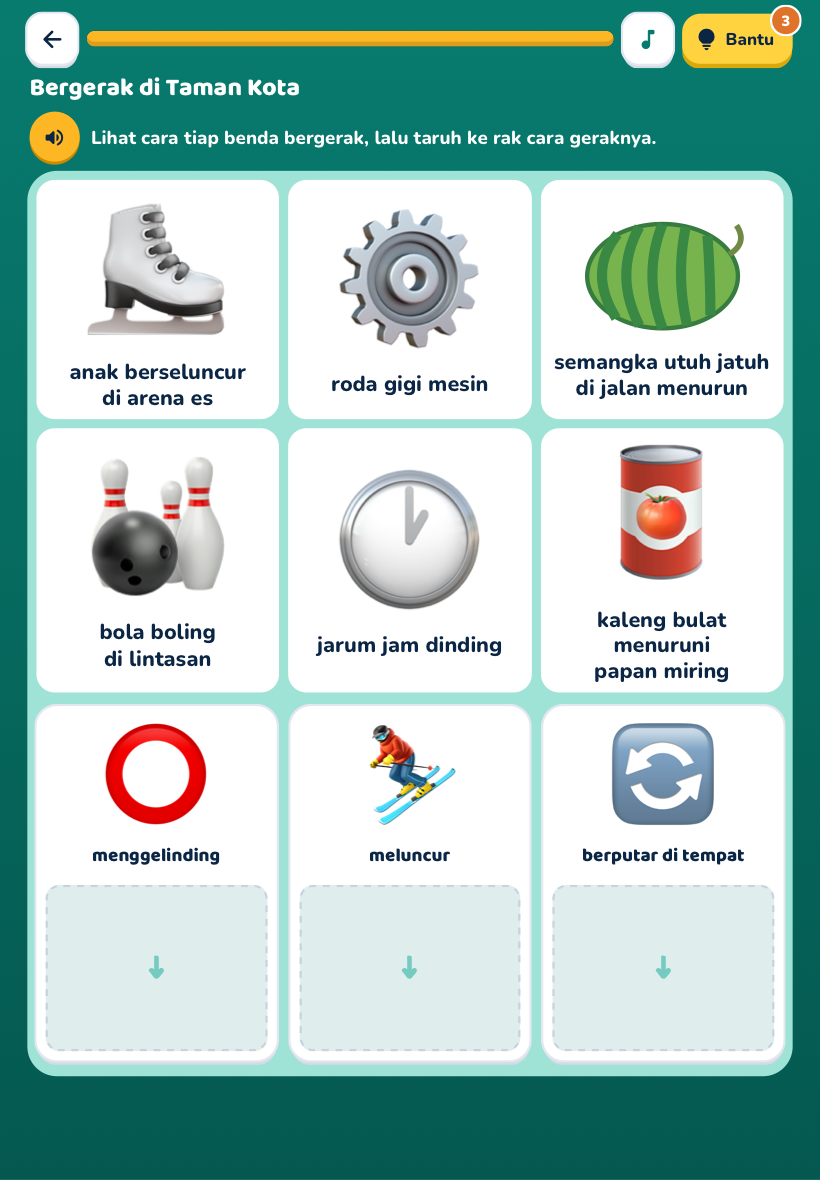 3
Bantu
Bergerak di Taman Kota
Lihat cara tiap benda bergerak, lalu taruh ke rak cara geraknya.
anak berseluncur
di arena es
roda gigi mesin
semangka utuh jatuh
di jalan menurun
bola boling
di lintasan
jarum jam dinding
kaleng bulat
menuruni
papan miring
menggelinding
meluncur
berputar di tempat